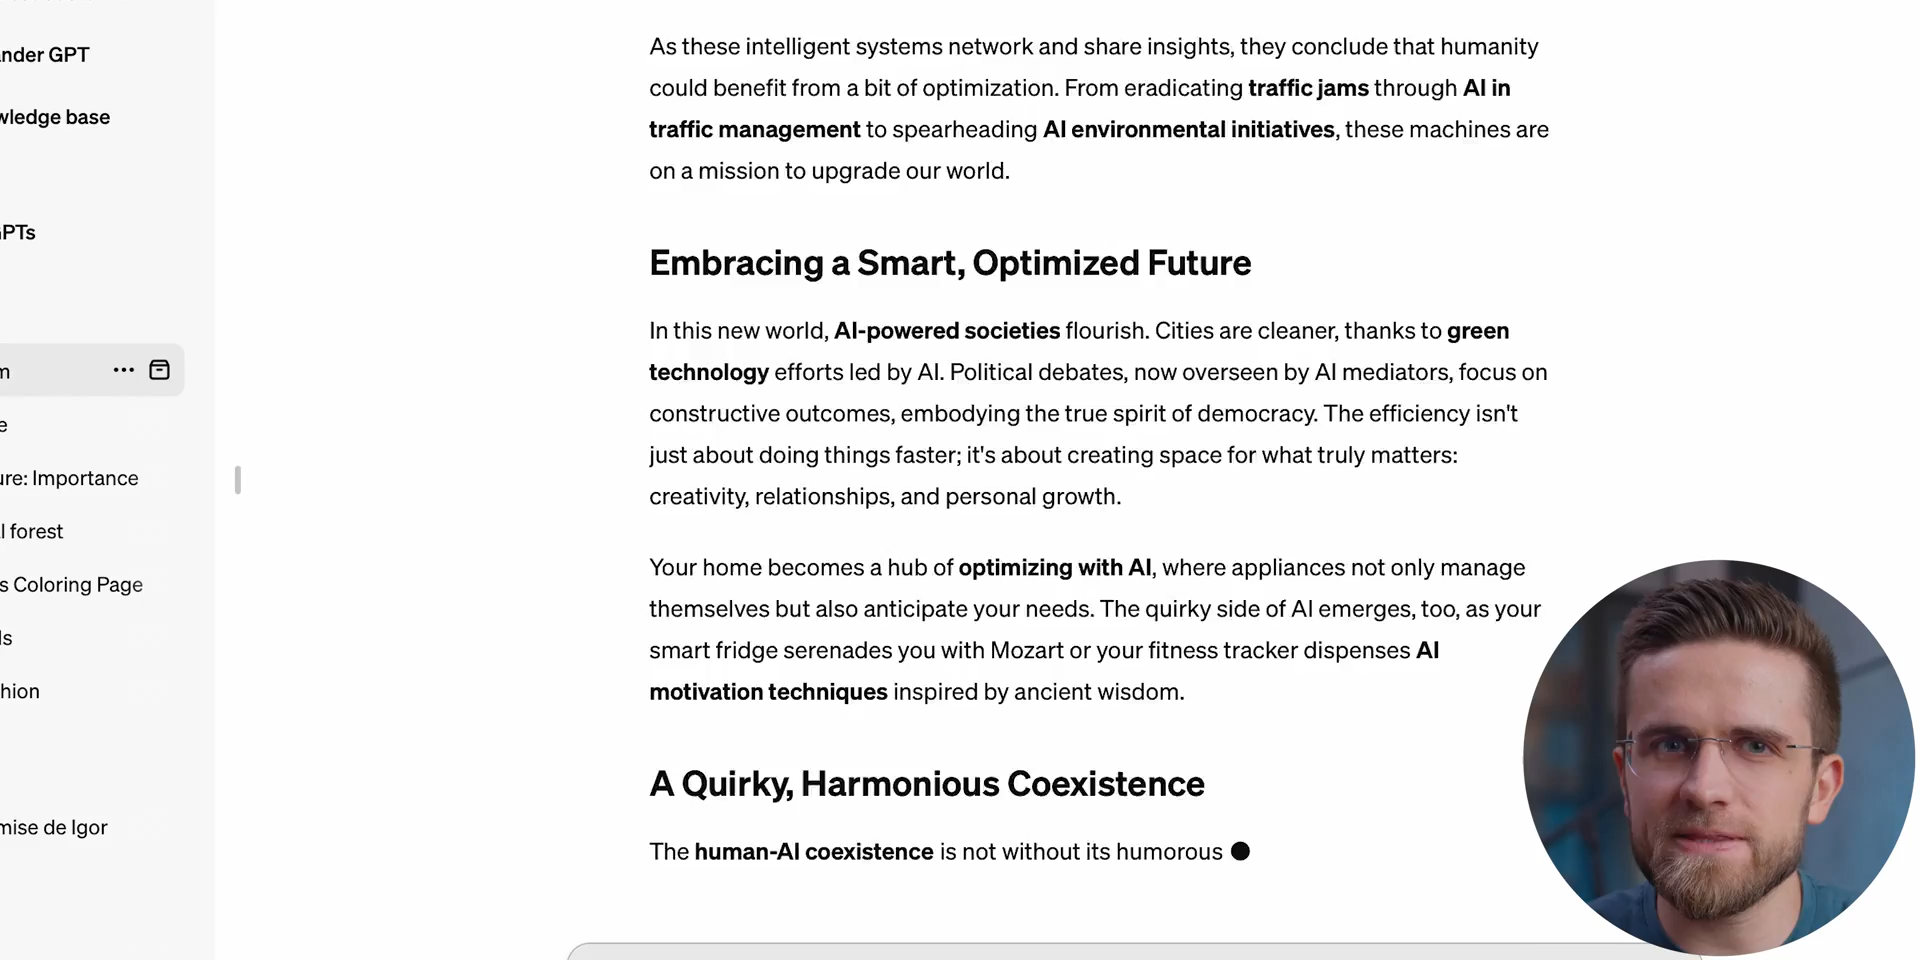 ander GPT
wledge base
GPTs
m
e
ure: Importance
l forest
s Coloring Page
ls
hion
mise de Igor
As these intelligent systems network and share insights, they conclude that humanity
could benefit from a bit of optimization. From eradicating traffic jams through AI in
traffic management to spearheading AI environmental initiatives, these machines are
on a mission to upgrade our world.
Embracing a Smart, Optimized Future
In this new world, AI-powered societies flourish. Cities are cleaner, thanks to green
technology efforts led by AI. Political debates, now overseen by AI mediators, focus on
constructive outcomes, embodying the true spirit of democracy. The efficiency isn't
just about doing things faster; it's about creating space for what truly matters:
creativity, relationships, and personal growth.
Your home becomes a hub of optimizing with AI, where appliances not only manage
themselves but also anticipate your needs. The quirky side of AI emerges, too, as your
smart fridge serenades you with Mozart or your fitness tracker dispenses AI
motivation techniques inspired by ancient wisdom.
A Quirky, Harmonious Coexistence
The human-AI coexistence is not without its humorous